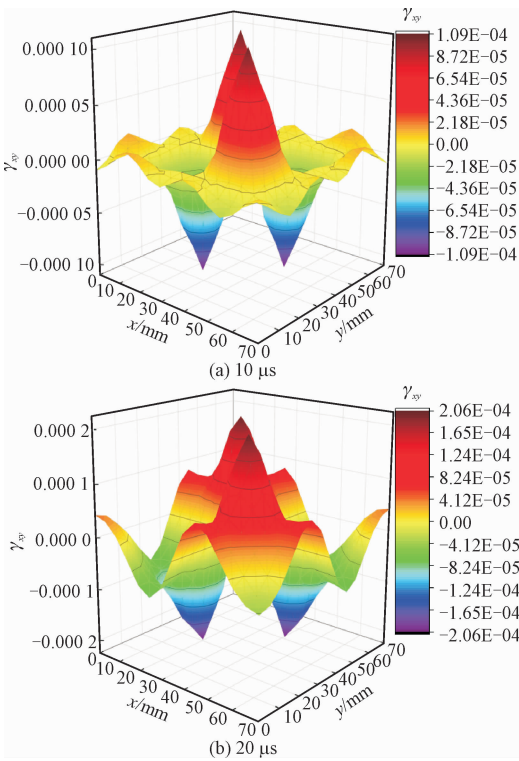 γxy
0.000 10
0.000 05
0.000 00
−0.000 05
−0.000 10
γxy
1.09E−04
8.72E−05
6.54E−05
4.36E−05
2.18E−05
0.00
−2.18E−05
−4.36E−05
−6.54E−05
−8.72E−05
−1.09E−04
0 10 20 30 40 50 60 70
x/mm
0 10 20 30 40 50 60 70
y/mm
(a) 10 μs
γxy
0.000 2
0.000 1
0.000 0
−0.000 1
−0.000 2
γxy
2.06E−04
1.65E−04
1.24E−04
8.24E−05
4.12E−05
0.00
−4.12E−05
−8.24E−05
−1.24E−04
−1.65E−04
−2.06E−04
0 10 20 30 40 50 60 70
x/mm
0 10 20 30 40 50 60 70
y/mm
(b) 20 μs